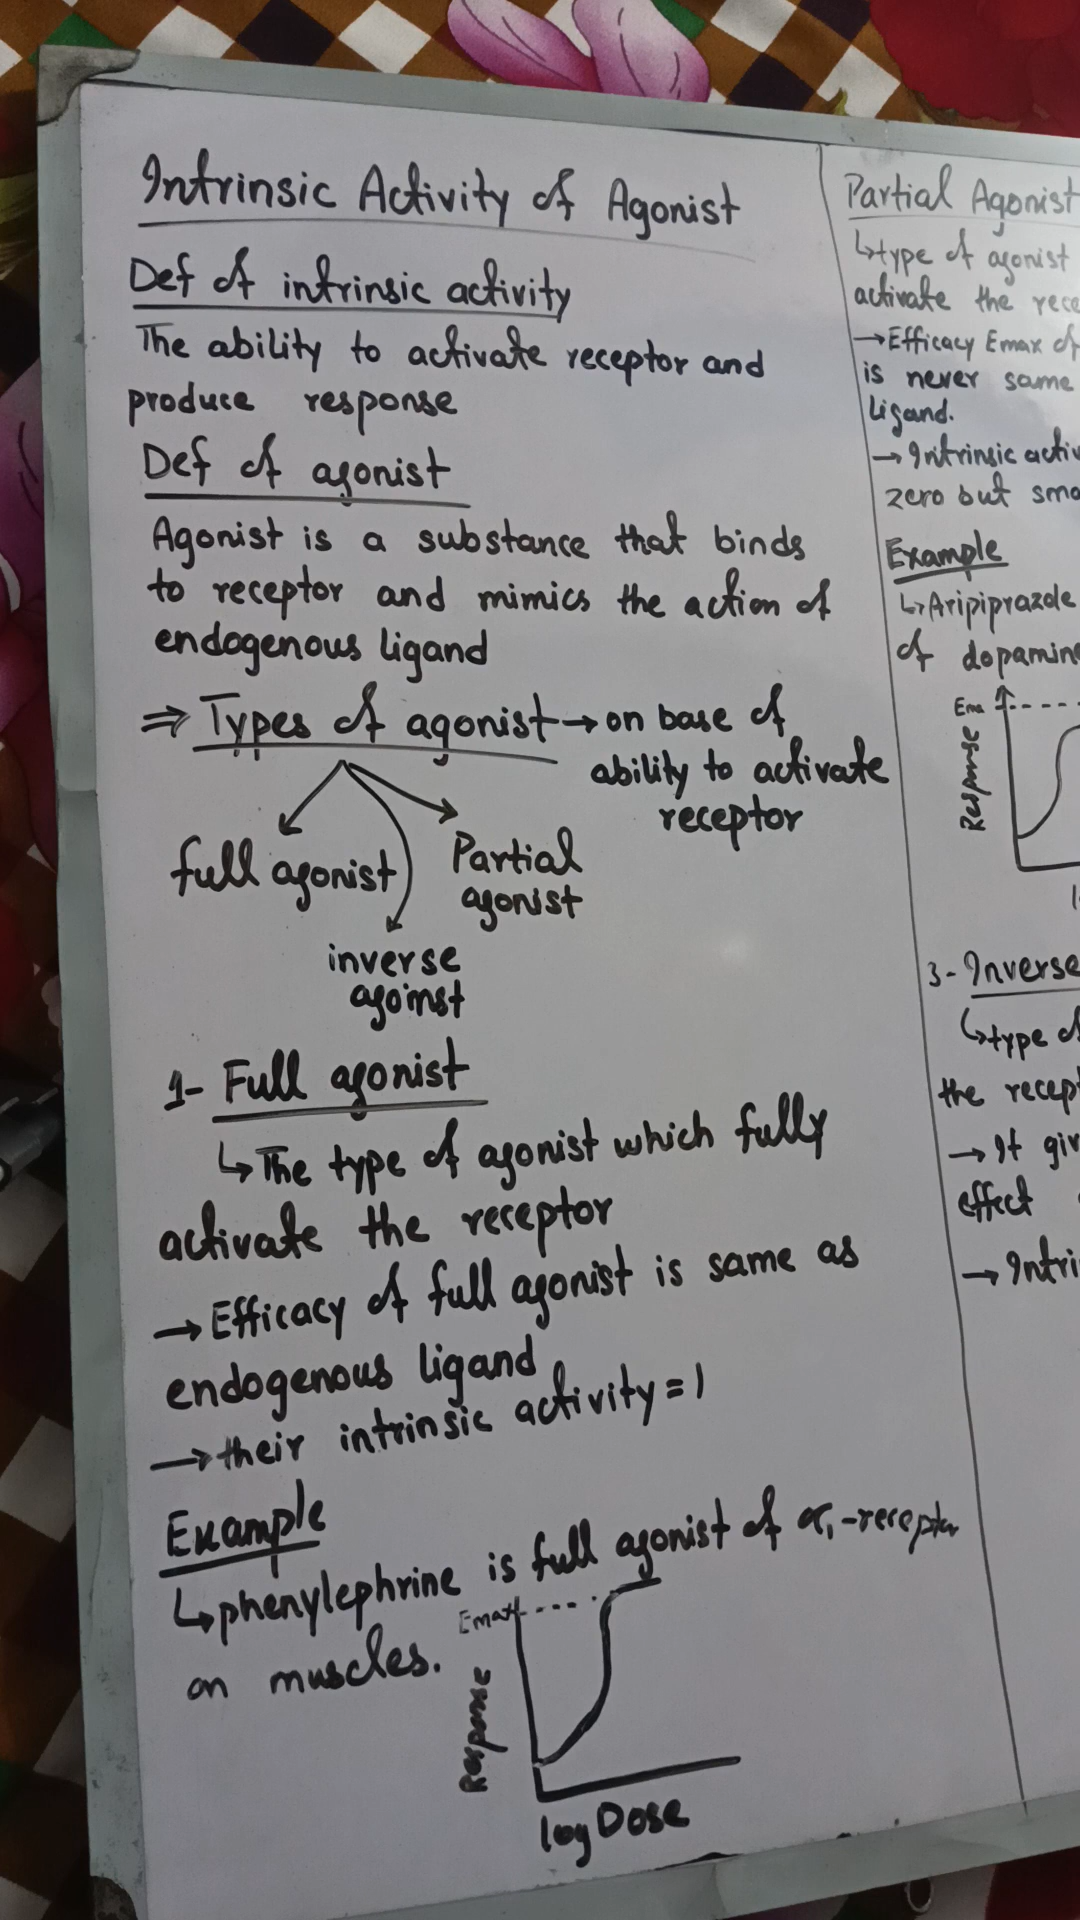 Intrinsic Activity of Agonist
Def of intrinsic activity
The ability to activate receptor and
produce response
Def of agonist
Agonist is a substance that binds
to receptor and mimics the action of
endogenous ligand
⇒ Types of agonist → on base of
ability to activate
receptor
full agonist
Partial
agonist
inverse
agoinst
1- Full agonist
↳ The type of agonist which fully
activate the receptor
→ Efficacy of full agonist is same as
endogenous ligand
→ their intrinsic activity = 1
Example
↳ phenylephrine is full agonist of α₁-receptor
on muscles.
Emax
Response
log Dose
Partial Agonist
↳ type of agonist
activate the
→ Efficacy Emax of
is never same
Ligand.
→ Intrinsic
zero but
Example
↳ Aripiprazole
of dopamine
Ema
Response
3- Inverse
↳ type of
the
→ It
effect
→